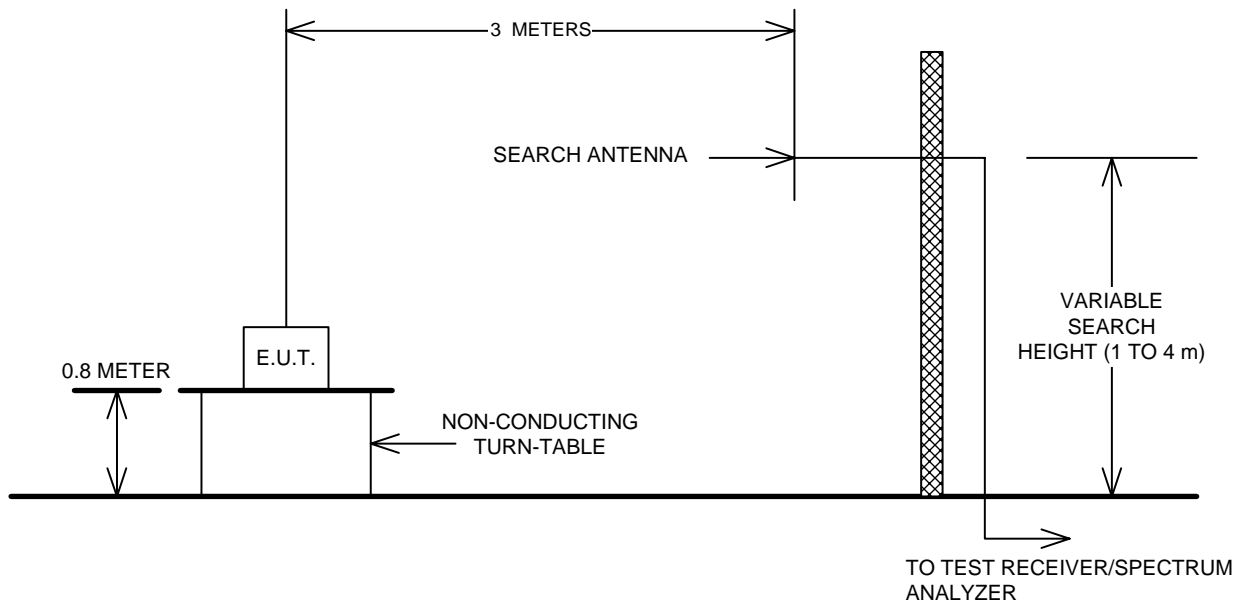 3 METERS
SEARCH ANTENNA
VARIABLE
SEARCH
HEIGHT (1 TO 4 m)
E.U.T.
0.8 METER
NON-CONDUCTING
TURN-TABLE
TO TEST RECEIVER/SPECTRUM
ANALYZER